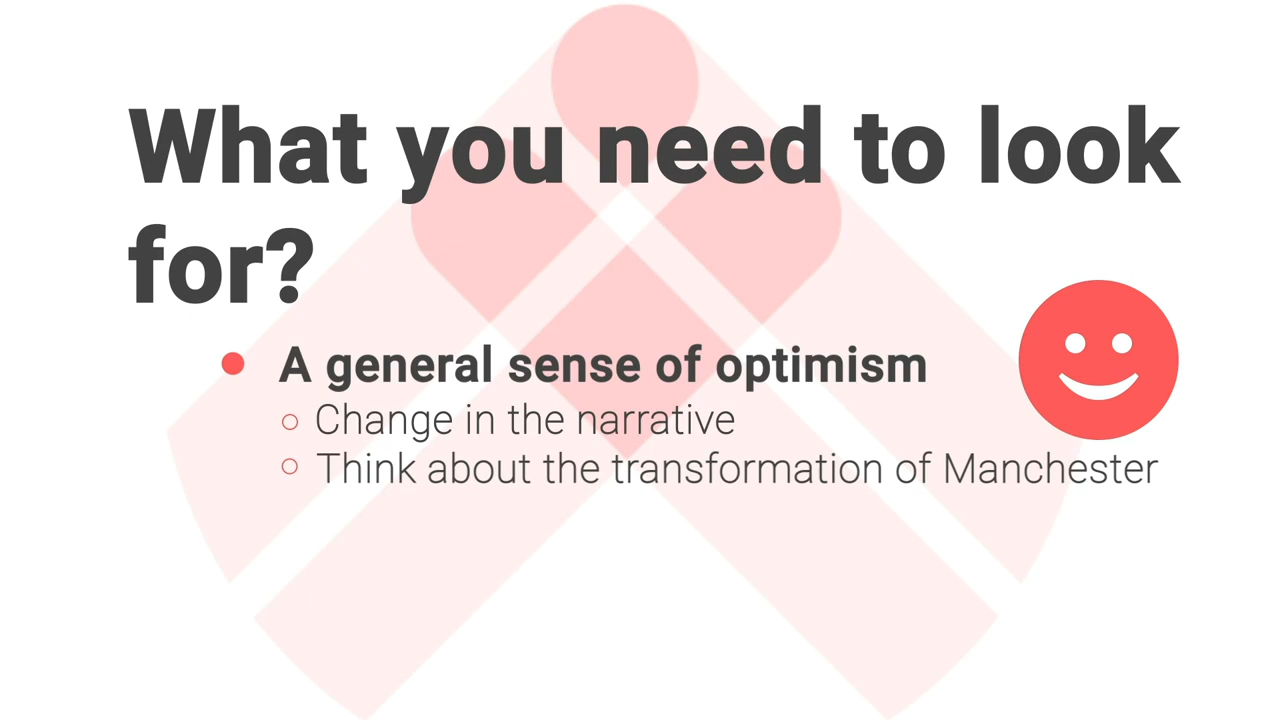 What you need to look
for?
A general sense of optimism
Change in the narrative
Think about the transformation of Manchester